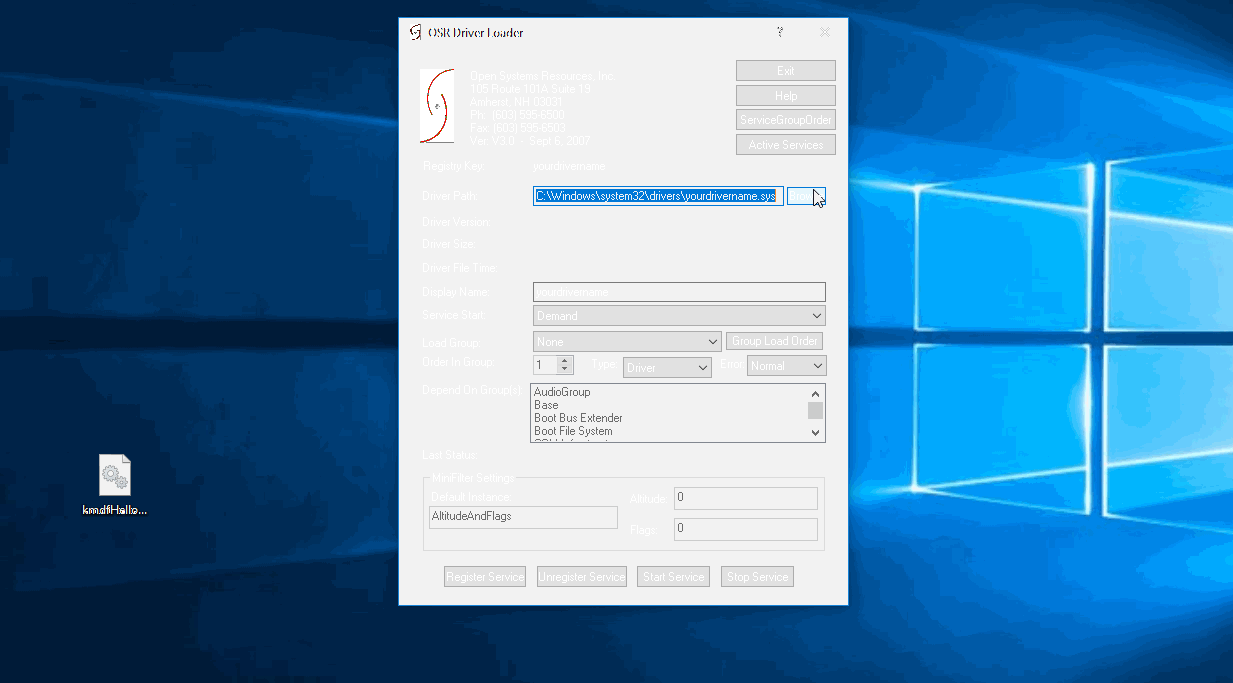 OSR Driver Loader
?
Open Systems Resources, Inc.
105 Route 101A Suite 19
Amherst, NH 03031
Ph: (603) 595-6500
Fax: (603) 595-6503
Ver: V3.0 Sept 6, 2007
Exit
Help
ServiceGroupOrder
Active Services
Registry Key: yourdrivername
Driver Path: C:\Windows\system32\drivers\yourdrivername.sys
Driver Version:
Driver Size:
Driver File Time:
Display Name: yourdrivername
Service Start: Demand
Load Group: None Group Load Order
Order In Group: 1 Type: Driver Error: Normal
Depend On Group(s): AudioGroup
Base
Boot Bus Extender
Boot File System
Last Status:
MiniFilter Settings
Default Instance:
AltitudeAndFlags
Altitude: 0
Flags: 0
Register Service Unregister Service Start Service Stop Service
kmdfHallo...